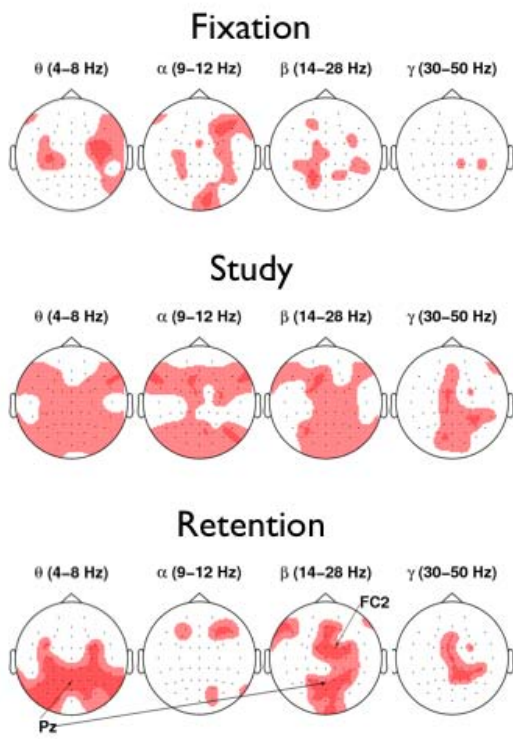 Fixation
θ (4–8 Hz) α (9–12 Hz) β (14–28 Hz) γ (30–50 Hz)
Study
θ (4–8 Hz) α (9–12 Hz) β (14–28 Hz) γ (30–50 Hz)
Retention
θ (4–8 Hz) α (9–12 Hz) β (14–28 Hz) γ (30–50 Hz)
FC2
Pz